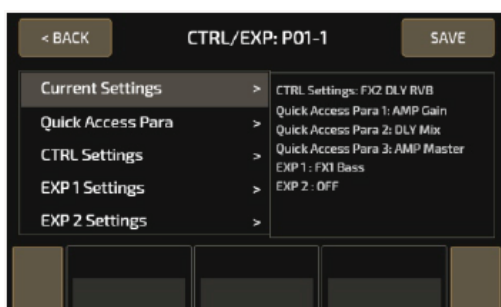 < BACK
CTRL/EXP: P01-1
SAVE
Current Settings >
Quick Access Para >
CTRL Settings >
EXP 1 Settings >
EXP 2 Settings >
CTRL Settings: FX2 DLY RVB
Quick Access Para 1: AMP Gain
Quick Access Para 2: DLY Mix
Quick Access Para 3: AMP Master
EXP 1 : FX1 Bass
EXP 2 : OFF